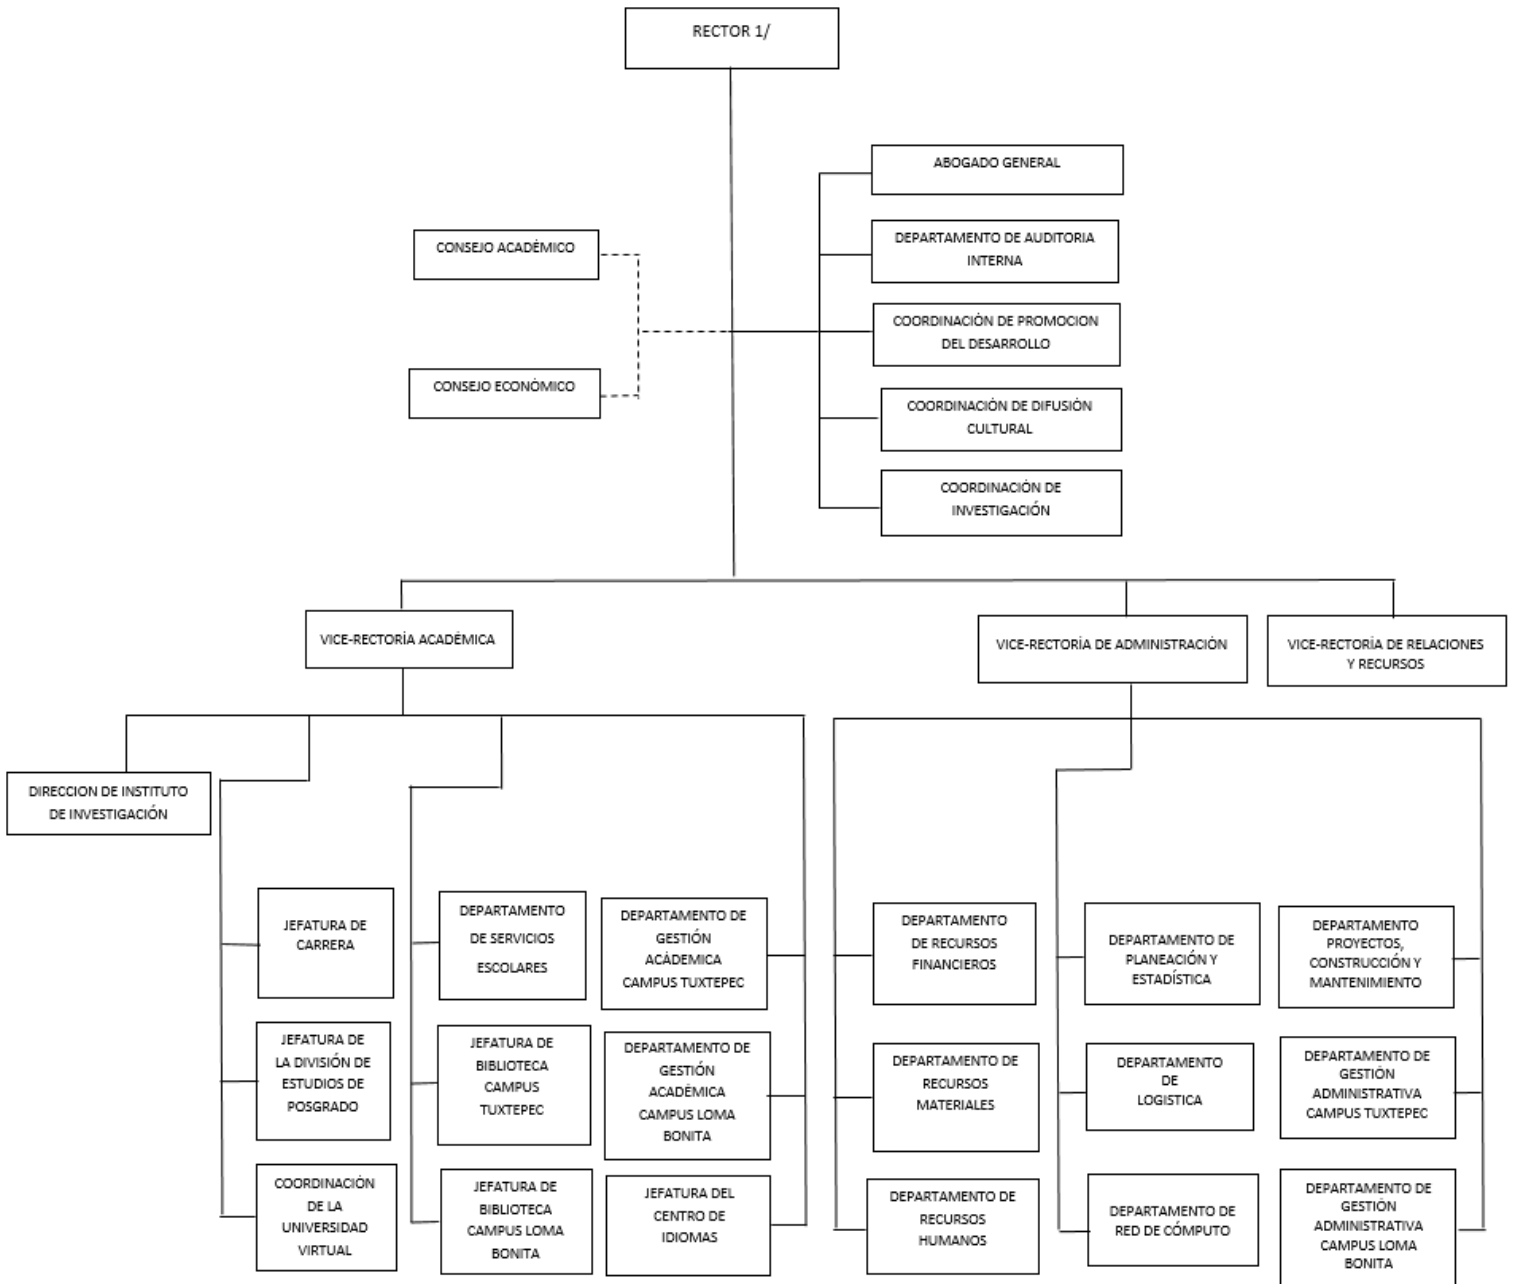 RECTOR 1/
ABOGADO GENERAL
CONSEJO ACADÉMICO
DEPARTAMENTO DE AUDITORIA
INTERNA
COORDINACIÓN DE PROMOCION
DEL DESARROLLO
CONSEJO ECONÓMICO
COORDINACIÓN DE DIFUSIÓN
CULTURAL
COORDINACIÓN DE
INVESTIGACIÓN
VICE-RECTORÍA ACADÉMICA
VICE-RECTORÍA DE ADMINISTRACIÓN
VICE-RECTORÍA DE RELACIONES
Y RECURSOS
DIRECCION DE INSTITUTO
DE INVESTIGACIÓN
JEFATURA DE
CARRERA
DEPARTAMENTO
DE SERVICIOS
ESCOLARES
DEPARTAMENTO DE
GESTIÓN
ACÁDEMICA
CAMPUS TUXTEPEC
DEPARTAMENTO
DE RECURSOS
FINANCIEROS
DEPARTAMENTO DE
PLANEACIÓN Y
ESTADÍSTICA
DEPARTAMENTO
PROYECTOS,
CONSTRUCCIÓN Y
MANTENIMIENTO
JEFATURA DE
LA DIVISIÓN DE
ESTUDIOS DE
POSGRADO
JEFATURA DE
BIBLIOTECA
CAMPUS
TUXTEPEC
DEPARTAMENTO DE
GESTIÓN
ACADÉMICA
CAMPUS LOMA
BONITA
DEPARTAMENTO DE
RECURSOS
MATERIALES
DEPARTAMENTO
DE
LOGISTICA
DEPARTAMENTO DE
GESTIÓN
ADMINISTRATIVA
CAMPUS TUXTEPEC
COORDINACIÓN
DE LA
UNIVERSIDAD
VIRTUAL
JEFATURA DE
BIBLIOTECA
CAMPUS LOMA
BONITA
JEFATURA DEL
CENTRO DE
IDIOMAS
DEPARTAMENTO DE
RECURSOS
HUMANOS
DEPARTAMENTO DE
RED DE CÓMPUTO
DEPARTAMENTO DE
GESTIÓN
ADMINISTRATIVA
CAMPUS LOMA
BONITA